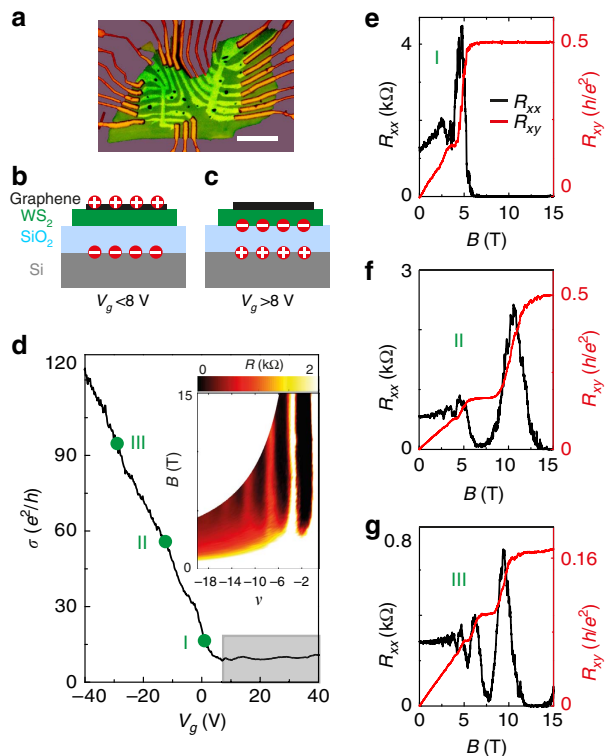 a
b
c
Graphene
WS2
SiO2
Si
Vg <8 V
Vg >8 V
d
120
90
60
30
0
σ (e2/h)
−40
−20
0
20
40
Vg (V)
III
II
I
0
R (kΩ)
2
15
B (T)
0
−18
−14
−10
−6
−2
ν
e
4
Rxx (kΩ)
0
I
Rxx
Rxy
0.5
Rxy (h/e2)
0
0
5
10
15
B (T)
f
3
Rxx (kΩ)
0
II
0.5
Rxy (h/e2)
0
0
5
10
15
B (T)
g
0.8
Rxx (kΩ)
0
III
0.16
Rxy (h/e2)
0
0
5
10
15
B (T)